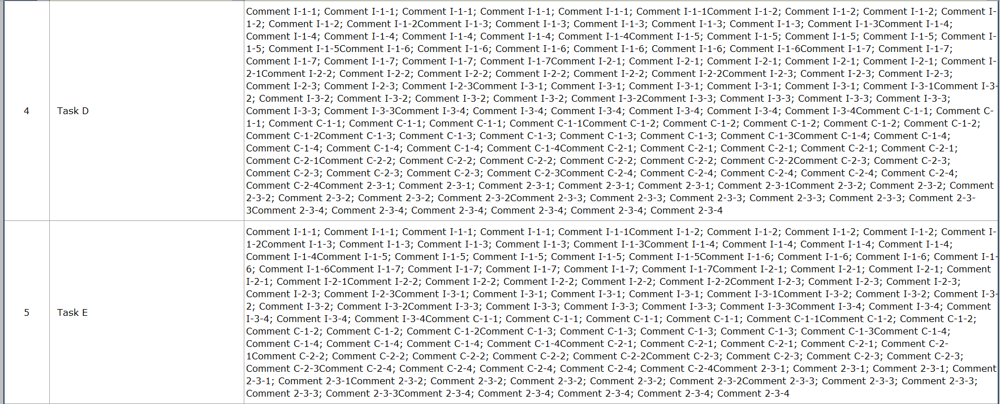 Comment I-1-1; Comment I-1-1; Comment I-1-1; Comment I-1-1; Comment I-1-1; Comment I-1-1Comment I-1-2; Comment I-1-2; Comment I-1-2; Comment I-
1-2; Comment I-1-2; Comment I-1-2Comment I-1-3; Comment I-1-3; Comment I-1-3; Comment I-1-3; Comment I-1-3; Comment I-1-3Comment I-1-4;
Comment I-1-4; Comment I-1-4; Comment I-1-4; Comment I-1-4; Comment I-1-4Comment I-1-5; Comment I-1-5; Comment I-1-5; Comment I-1-5; Comment I-
1-5; Comment I-1-5Comment I-1-6; Comment I-1-6; Comment I-1-6; Comment I-1-6; Comment I-1-6; Comment I-1-6Comment I-1-7; Comment I-1-7;
Comment I-1-7; Comment I-1-7; Comment I-1-7; Comment I-1-7Comment I-2-1; Comment I-2-1; Comment I-2-1; Comment I-2-1; Comment I-2-1; Comment I-
2-1Comment I-2-2; Comment I-2-2; Comment I-2-2; Comment I-2-2; Comment I-2-2; Comment I-2-2Comment I-2-3; Comment I-2-3; Comment I-2-3;
Comment I-2-3; Comment I-2-3; Comment I-2-3Comment I-3-1; Comment I-3-1; Comment I-3-1; Comment I-3-1; Comment I-3-1; Comment I-3-1Comment I-3-
2; Comment I-3-2; Comment I-3-2; Comment I-3-2; Comment I-3-2; Comment I-3-2Comment I-3-3; Comment I-3-3; Comment I-3-3; Comment I-3-3;
4 Task D Comment I-3-3; Comment I-3-3Comment I-3-4; Comment I-3-4; Comment I-3-4; Comment I-3-4; Comment I-3-4; Comment I-3-4Comment C-1-1; Comment C-
1-1; Comment C-1-1; Comment C-1-1; Comment C-1-1; Comment C-1-1Comment C-1-2; Comment C-1-2; Comment C-1-2; Comment C-1-2; Comment C-1-2;
Comment C-1-2Comment C-1-3; Comment C-1-3; Comment C-1-3; Comment C-1-3; Comment C-1-3; Comment C-1-3Comment C-1-4; Comment C-1-4;
Comment C-1-4; Comment C-1-4; Comment C-1-4; Comment C-1-4Comment C-2-1; Comment C-2-1; Comment C-2-1; Comment C-2-1; Comment C-2-1;
Comment C-2-1Comment C-2-2; Comment C-2-2; Comment C-2-2; Comment C-2-2; Comment C-2-2; Comment C-2-2Comment C-2-3; Comment C-2-3;
Comment C-2-3; Comment C-2-3; Comment C-2-3; Comment C-2-3Comment C-2-4; Comment C-2-4; Comment C-2-4; Comment C-2-4; Comment C-2-4;
Comment C-2-4Comment 2-3-1; Comment 2-3-1; Comment 2-3-1; Comment 2-3-1; Comment 2-3-1; Comment 2-3-1Comment 2-3-2; Comment 2-3-2; Comment
2-3-2; Comment 2-3-2; Comment 2-3-2; Comment 2-3-2Comment 2-3-3; Comment 2-3-3; Comment 2-3-3; Comment 2-3-3; Comment 2-3-3; Comment 2-3-
3Comment 2-3-4; Comment 2-3-4; Comment 2-3-4; Comment 2-3-4; Comment 2-3-4; Comment 2-3-4
Comment I-1-1; Comment I-1-1; Comment I-1-1; Comment I-1-1; Comment I-1-1Comment I-1-2; Comment I-1-2; Comment I-1-2; Comment I-1-2; Comment I-
1-2Comment I-1-3; Comment I-1-3; Comment I-1-3; Comment I-1-3; Comment I-1-3Comment I-1-4; Comment I-1-4; Comment I-1-4; Comment I-1-4;
Comment I-1-4Comment I-1-5; Comment I-1-5; Comment I-1-5; Comment I-1-5; Comment I-1-5Comment I-1-6; Comment I-1-6; Comment I-1-6; Comment I-1-
6; Comment I-1-6Comment I-1-7; Comment I-1-7; Comment I-1-7; Comment I-1-7; Comment I-1-7Comment I-2-1; Comment I-2-1; Comment I-2-1; Comment
I-2-1; Comment I-2-1Comment I-2-2; Comment I-2-2; Comment I-2-2; Comment I-2-2; Comment I-2-2Comment I-2-3; Comment I-2-3; Comment I-2-3;
Comment I-2-3; Comment I-2-3Comment I-3-1; Comment I-3-1; Comment I-3-1; Comment I-3-1; Comment I-3-1Comment I-3-2; Comment I-3-2; Comment I-3-
2; Comment I-3-2; Comment I-3-2Comment I-3-3; Comment I-3-3; Comment I-3-3; Comment I-3-3; Comment I-3-3Comment I-3-4; Comment I-3-4; Comment
5 Task E I-3-4; Comment I-3-4; Comment I-3-4Comment C-1-1; Comment C-1-1; Comment C-1-1; Comment C-1-1; Comment C-1-1Comment C-1-2; Comment C-1-2;
Comment C-1-2; Comment C-1-2; Comment C-1-2Comment C-1-3; Comment C-1-3; Comment C-1-3; Comment C-1-3; Comment C-1-3Comment C-1-4;
Comment C-1-4; Comment C-1-4; Comment C-1-4; Comment C-1-4Comment C-2-1; Comment C-2-1; Comment C-2-1; Comment C-2-1; Comment C-2-
1Comment C-2-2; Comment C-2-2; Comment C-2-2; Comment C-2-2; Comment C-2-2Comment C-2-3; Comment C-2-3; Comment C-2-3; Comment C-2-3;
Comment C-2-3Comment C-2-4; Comment C-2-4; Comment C-2-4; Comment C-2-4; Comment C-2-4Comment 2-3-1; Comment 2-3-1; Comment 2-3-1; Comment
2-3-1; Comment 2-3-1Comment 2-3-2; Comment 2-3-2; Comment 2-3-2; Comment 2-3-2; Comment 2-3-2Comment 2-3-3; Comment 2-3-3; Comment 2-3-3;
Comment 2-3-3; Comment 2-3-3Comment 2-3-4; Comment 2-3-4; Comment 2-3-4; Comment 2-3-4; Comment 2-3-4